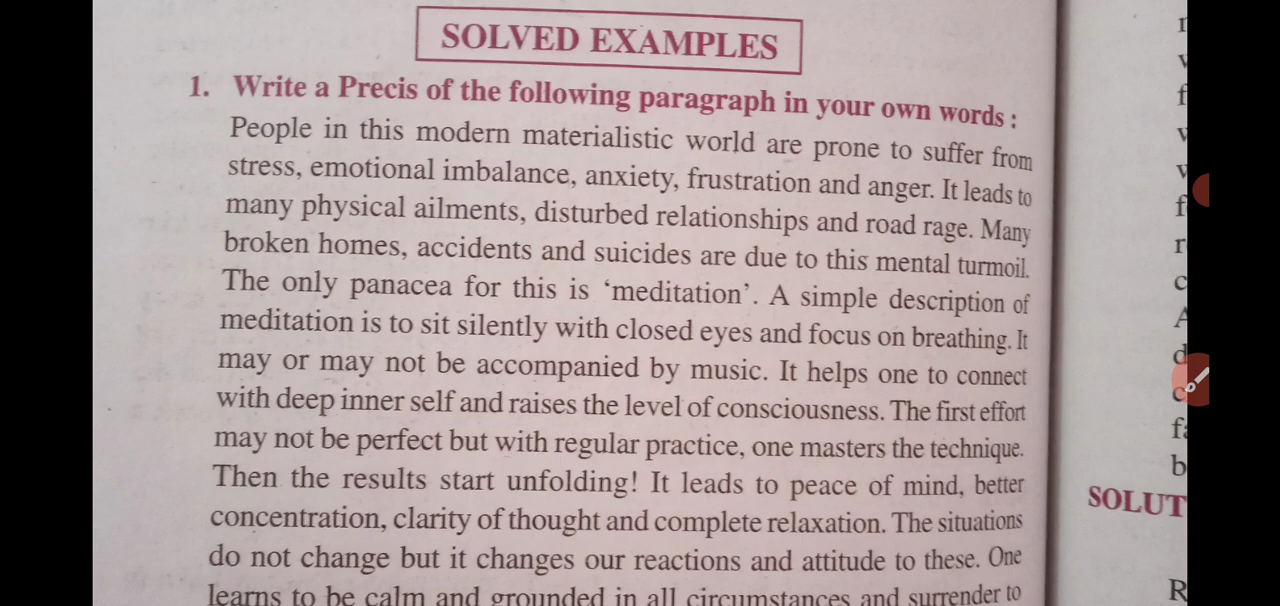 SOLVED EXAMPLES
1. Write a Precis of the following paragraph in your own words :
People in this modern materialistic world are prone to suffer from
stress, emotional imbalance, anxiety, frustration and anger. It leads to
many physical ailments, disturbed relationships and road rage. Many
broken homes, accidents and suicides are due to this mental turmoil.
The only panacea for this is ‘meditation’. A simple description of
meditation is to sit silently with closed eyes and focus on breathing. It
may or may not be accompanied by music. It helps one to connect
with deep inner self and raises the level of consciousness. The first effort
may not be perfect but with regular practice, one masters the technique.
Then the results start unfolding! It leads to peace of mind, better
concentration, clarity of thought and complete relaxation. The situations
do not change but it changes our reactions and attitude to these. One
learns to be calm and grounded in all circumstances and surrender to
SOLUT